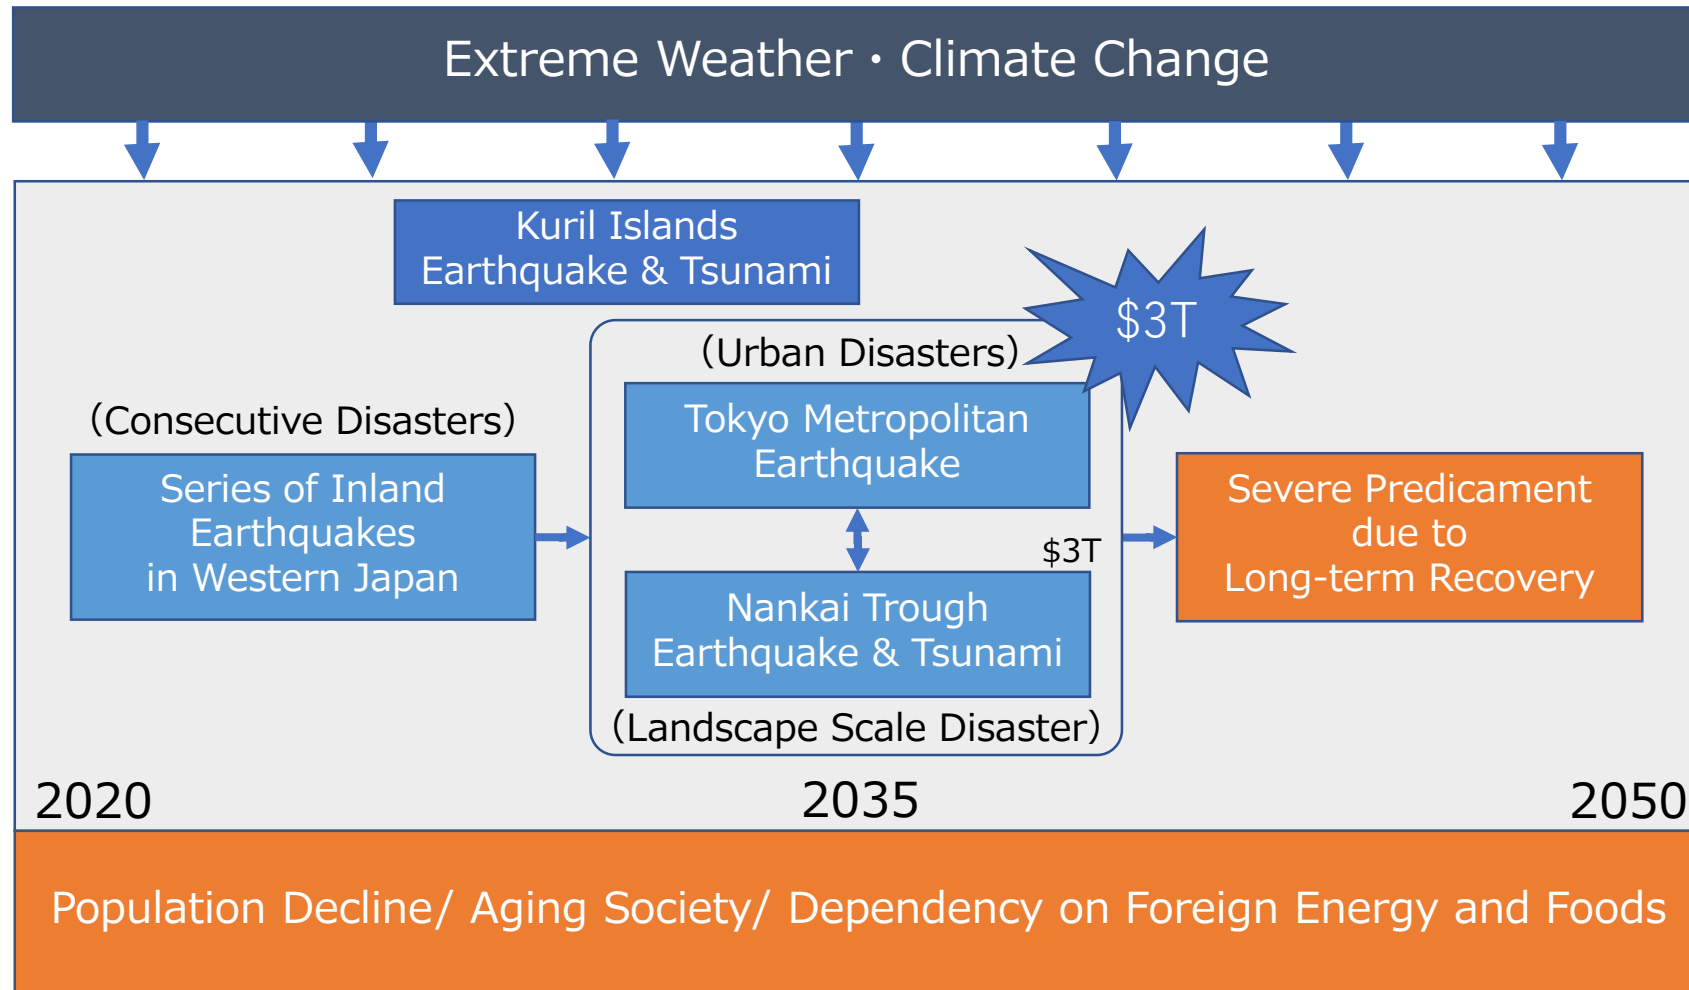 Extreme Weather・Climate Change
Kuril Islands
Earthquake & Tsunami
$3T
（Urban Disasters）
Tokyo Metropolitan
Earthquake
（Consecutive Disasters）
Series of Inland
Earthquakes
in Western Japan
$3T
Nankai Trough
Earthquake & Tsunami
（Landscape Scale Disaster）
Severe Predicament
due to
Long-term Recovery
2020
2035
2050
Population Decline/ Aging Society/ Dependency on Foreign Energy and Foods